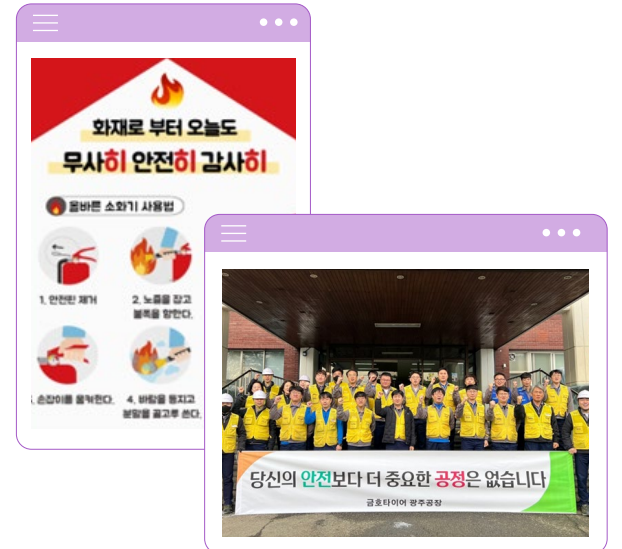 화재로 부터 오늘도
무사히 안전히 감사히
올바른 소화기 사용법
1. 안전핀 제거
2. 노즐을 잡고
불쪽을 향한다.
. 손잡이를 움켜쥔다.
4. 바람을 등지고
분말을 골고루 쏜다.
당신의 안전보다 더 중요한 공정은 없습니다
금호타이어 광주공장